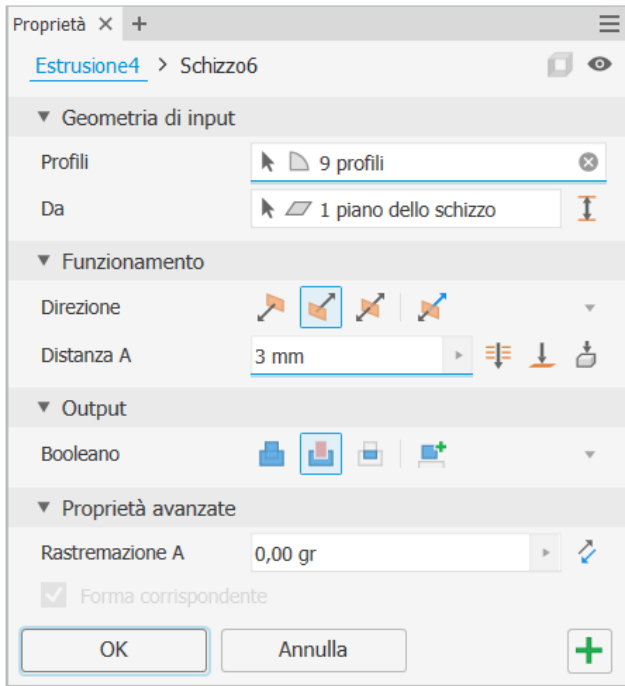 Proprietà
Estrusione4 > Schizzo6
Geometria di input
Profili 9 profili
Da 1 piano dello schizzo
Funzionamento
Direzione
Distanza A 3 mm
Output
Booleano
Proprietà avanzate
Rastremazione A 0,00 gr
Forma corrispondente
OK Annulla